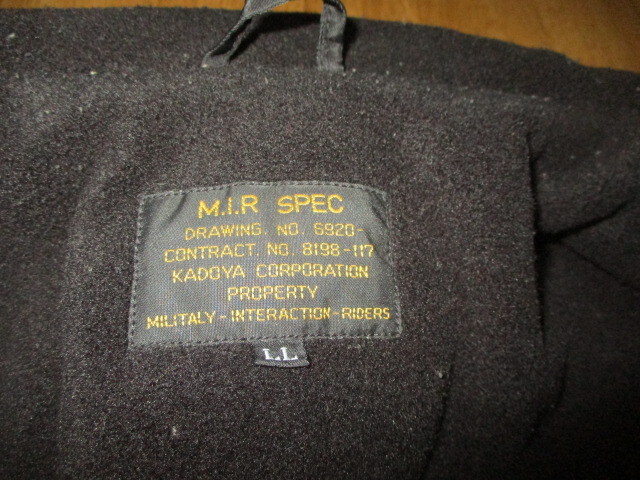 M.I.R SPEC
DRAWING. NO. 6920-
CONTRACT. NO. 8198-117
KADOYA CORPORATION
PROPERTY
MILITALY-INTERACTION-RIDERS
LL